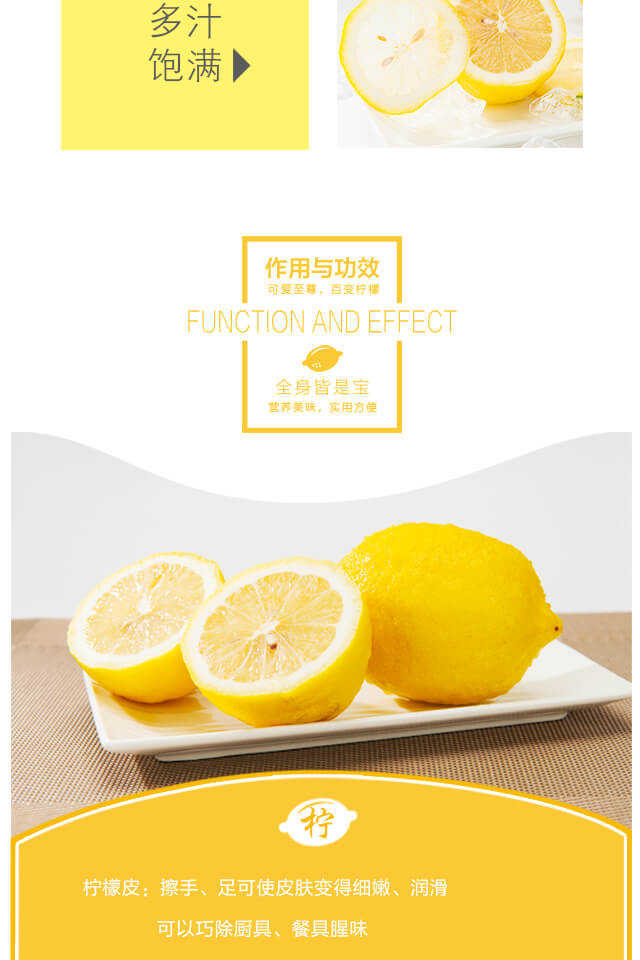 多汁
饱满
作用与功效
可爱至尊，百变柠檬
FUNCTION AND EFFECT
全身皆是宝
营养美味，实用方便
柠
柠檬皮：擦手、足可使皮肤变得细嫩、润滑
可以巧除厨具、餐具腥味